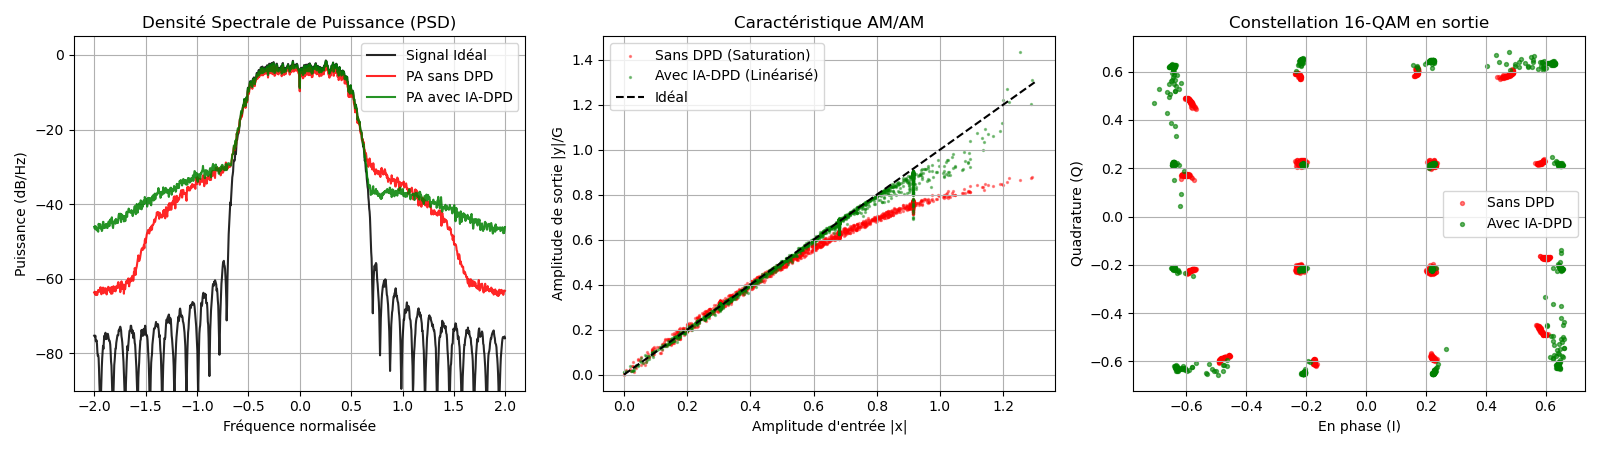 Densité Spectrale de Puissance (PSD)
Puissance (dB/Hz)
0
−20
−40
−60
−80
Signal Idéal
PA sans DPD
PA avec IA-DPD
−2.0 −1.5 −1.0 −0.5 0.0 0.5 1.0 1.5 2.0
Fréquence normalisée
Caractéristique AM/AM
Amplitude de sortie |y|/G
1.4
1.2
1.0
0.8
0.6
0.4
0.2
0.0
Sans DPD (Saturation)
Avec IA-DPD (Linéarisé)
Idéal
0.0 0.2 0.4 0.6 0.8 1.0 1.2
Amplitude d'entrée |x|
Constellation 16-QAM en sortie
Quadrature (Q)
0.6
0.4
0.2
0.0
−0.2
−0.4
−0.6
Sans DPD
Avec IA-DPD
−0.6 −0.4 −0.2 0.0 0.2 0.4 0.6
En phase (I)